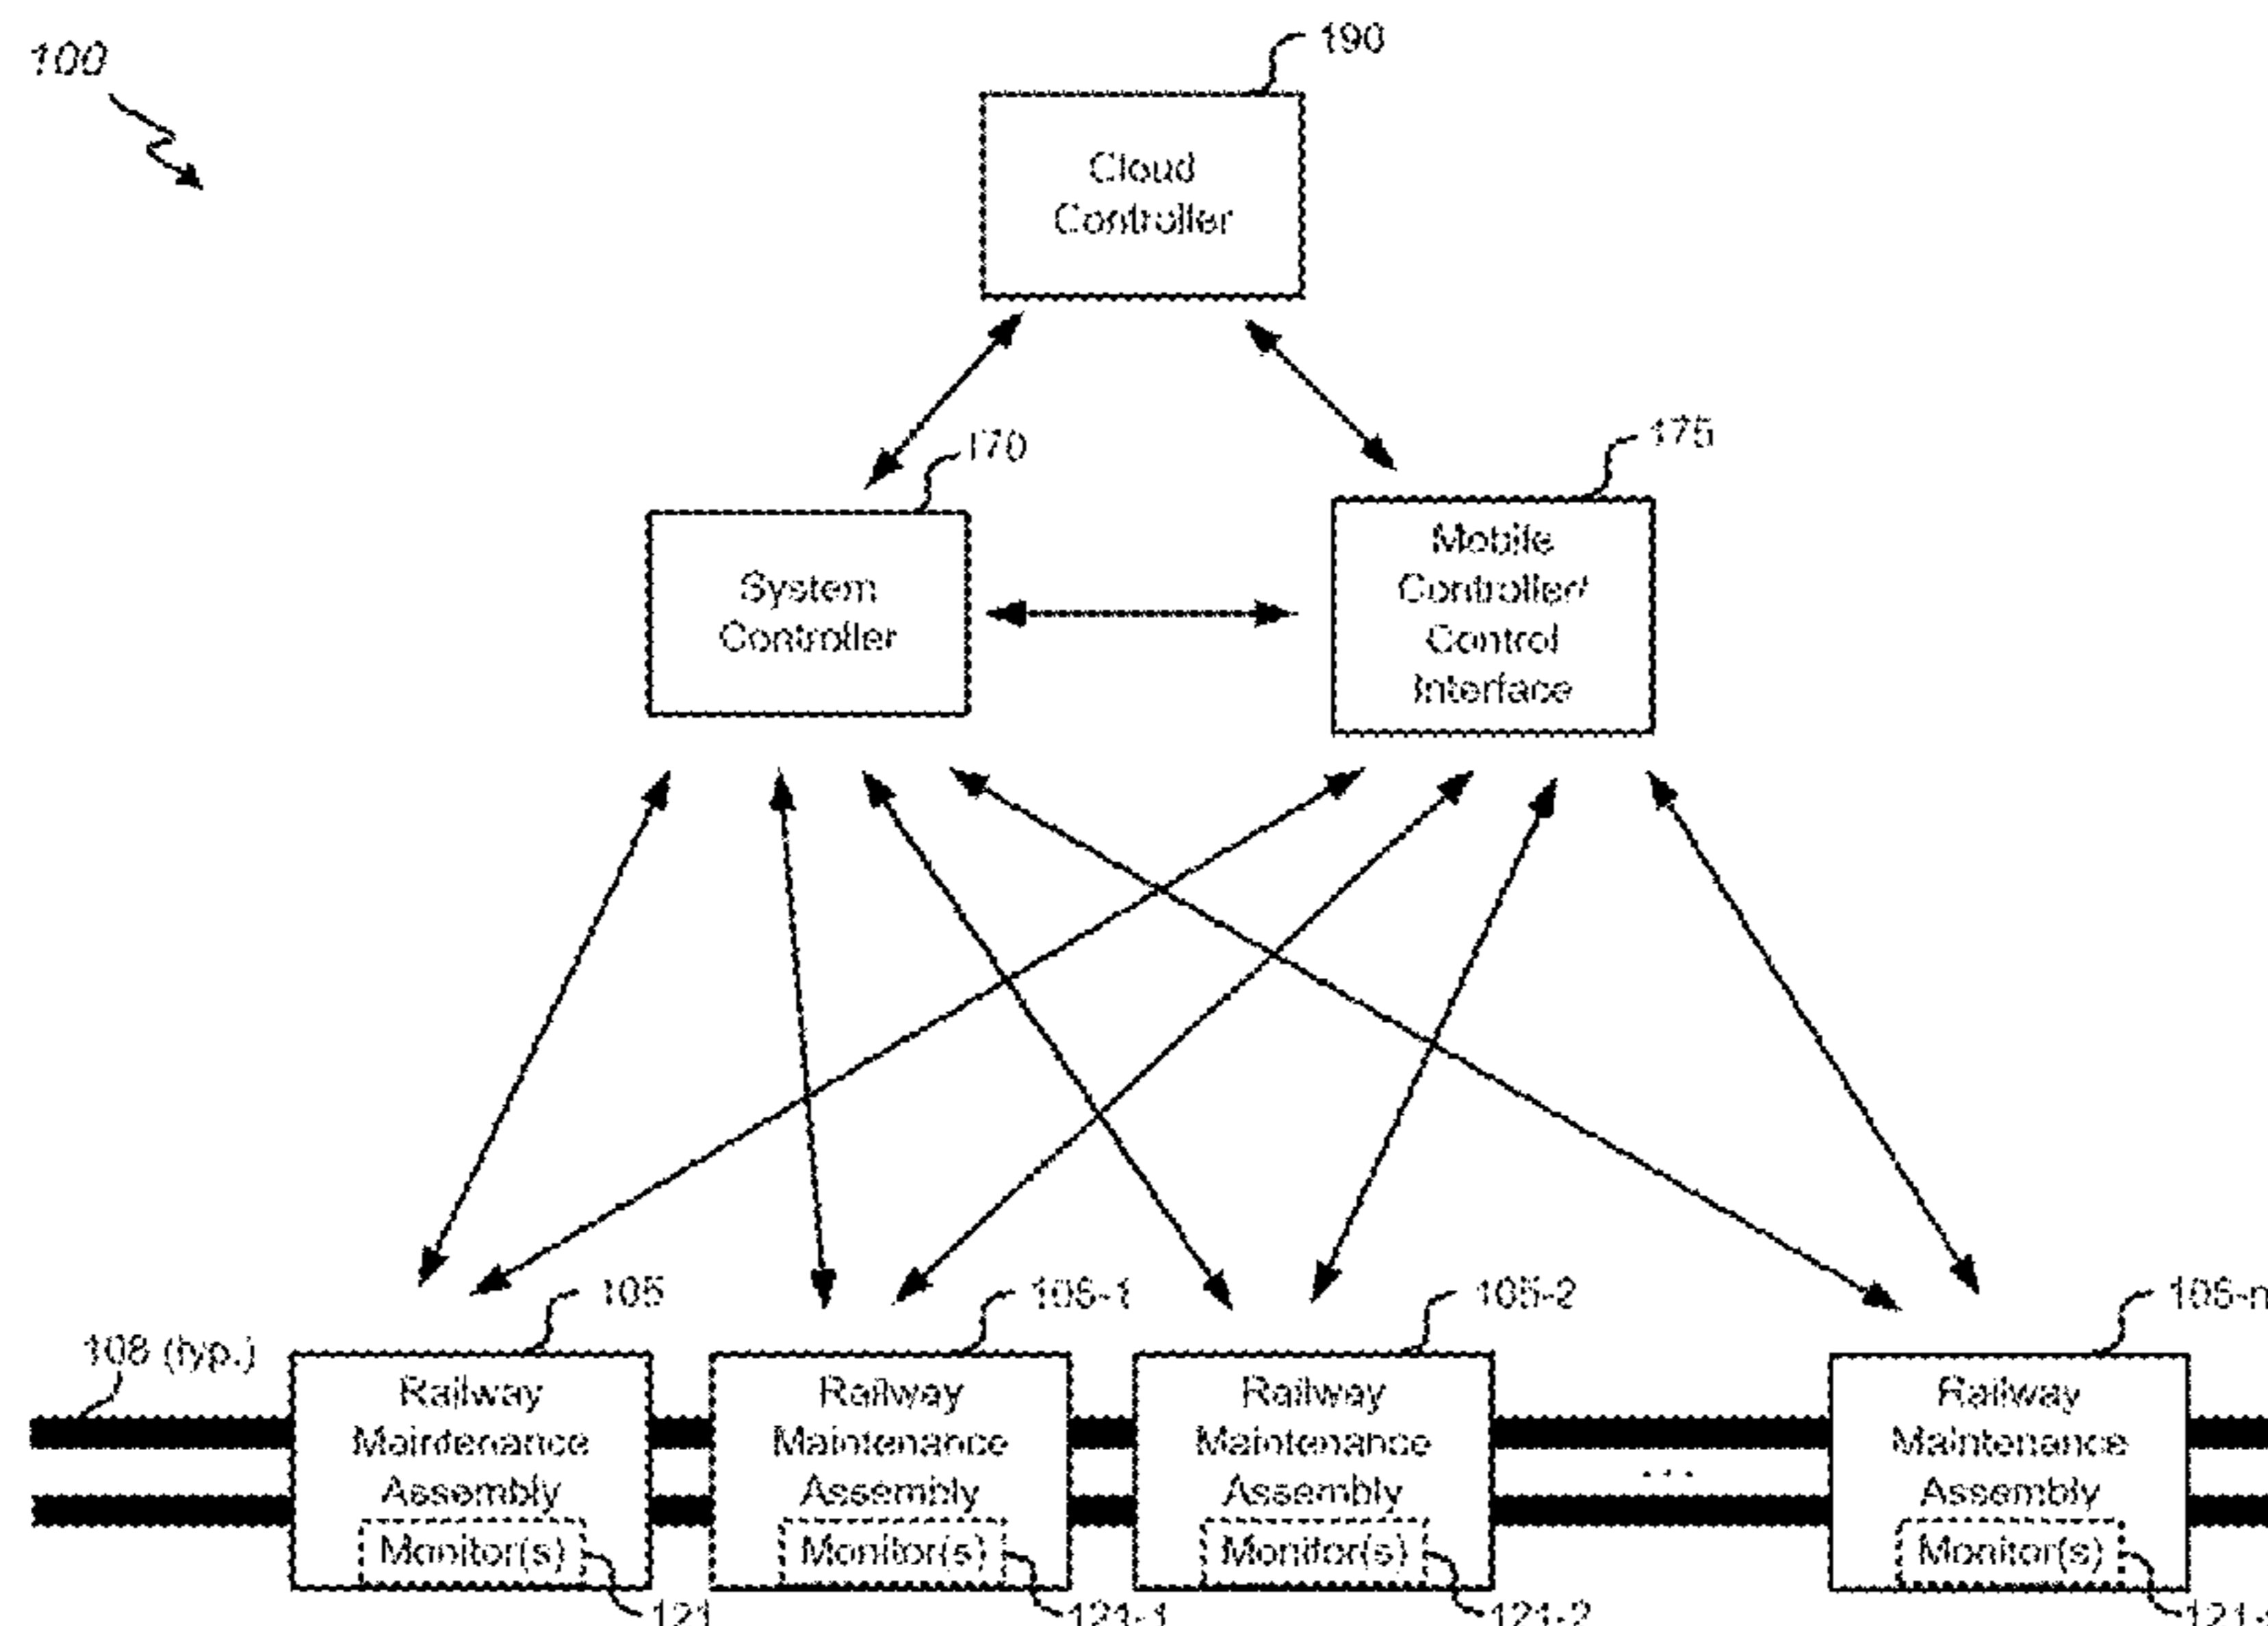 100
190
Cloud
Controller
170
175
System
Controller
Mobile
Controller/
Control
Interface
108 (typ.)
105
105-1
105-2
105-n
Railway
Maintenance
Assembly
Monitor(s)
Railway
Maintenance
Assembly
Monitor(s)
Railway
Maintenance
Assembly
Monitor(s)
...
Railway
Maintenance
Assembly
Monitor(s)
121
121-1
121-2